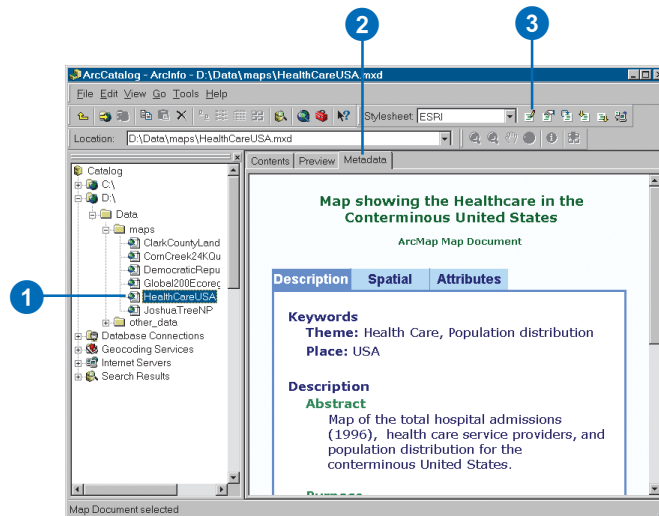 2
3
1
ArcCatalog - ArcInfo - D:\Data\maps\HealthCareUSA.mxd
File Edit View Go Tools Help
Stylesheet: ESRI
Location: D:\Data\maps\HealthCareUSA.mxd
Catalog
C:\
D:\
Data
maps
ClarkCountyLand
ComCreek24KQu
DemocraticRepu
Global200Ecoreg
HealthCareUSA
JoshuaTreeNP
other_data
Database Connections
Geocoding Services
Internet Servers
Search Results
Contents Preview Metadata
Map showing the Healthcare in the
Conterminous United States
ArcMap Map Document
Description Spatial Attributes
Keywords
Theme: Health Care, Population distribution
Place: USA
Description
Abstract
Map of the total hospital admissions
(1996), health care service providers, and
population distribution for the
conterminous United States.
Purpose
Map Document selected